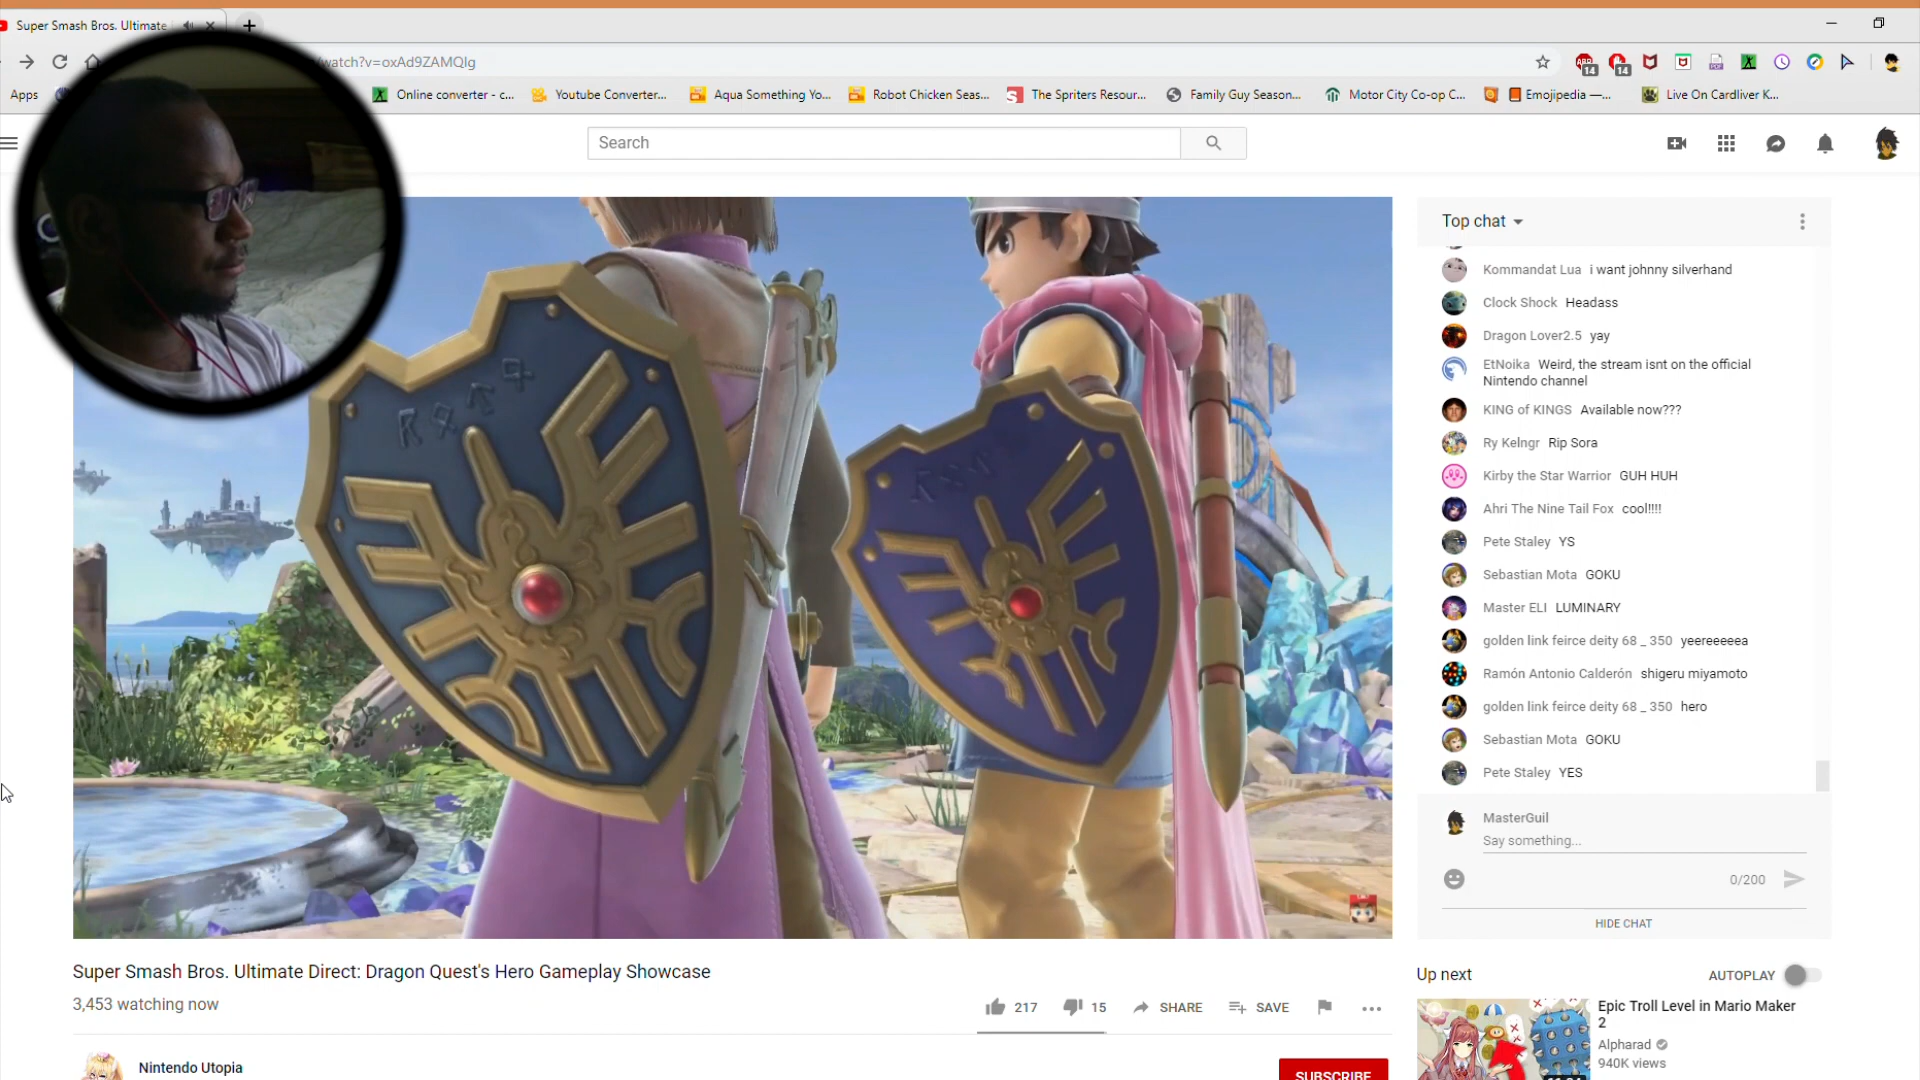 Super Smash Bros. Ultimate
watch?v=oxAd9ZAMQIg
14
14
Apps
Online converter - c...
Youtube Converter...
Aqua Something Yo...
Robot Chicken Seas...
The Spriters Resour...
Family Guy Season...
Motor City Co-op C...
Emojipedia —...
Live On Cardliver K...
Search
Top chat
Kommandat Lua i want johnny silverhand
Clock Shock Headass
Dragon Lover2.5 yay
EtNoika Weird, the stream isnt on the official
Nintendo channel
KING of KINGS Available now???
Ry Kelngr Rip Sora
Kirby the Star Warrior GUH HUH
Ahri The Nine Tail Fox cool!!!!
Pete Staley YS
Sebastian Mota GOKU
Master ELI LUMINARY
golden link feirce deity 68 _ 350 yeereeeeea
Ramón Antonio Calderón shigeru miyamoto
golden link feirce deity 68 _ 350 hero
Sebastian Mota GOKU
Pete Staley YES
MasterGuil
Say something...
0/200
HIDE CHAT
Super Smash Bros. Ultimate Direct: Dragon Quest's Hero Gameplay Showcase
3,453 watching now
217
15
SHARE
SAVE
Nintendo Utopia
SUBSCRIBE
Up next
AUTOPLAY
Epic Troll Level in Mario Maker
2
Alpharad
940K views